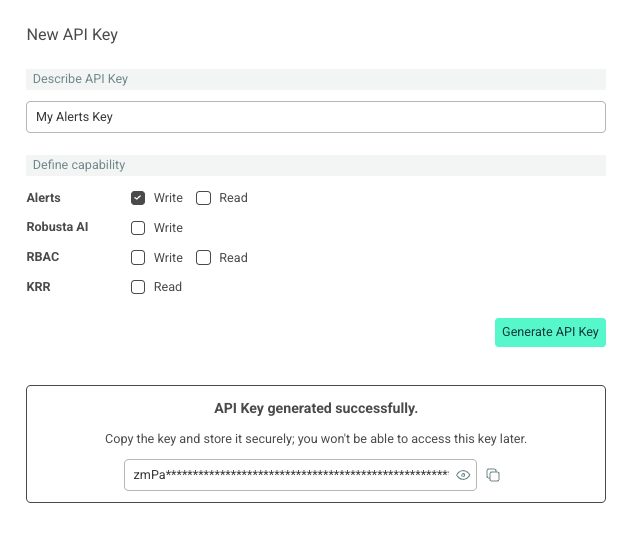 New API Key
Describe API Key
My Alerts Key
Define capability
Alerts Write Read
Robusta AI Write
RBAC Write Read
KRR Read
Generate API Key
API Key generated successfully.
Copy the key and store it securely; you won't be able to access this key later.
zmPa****************************************************